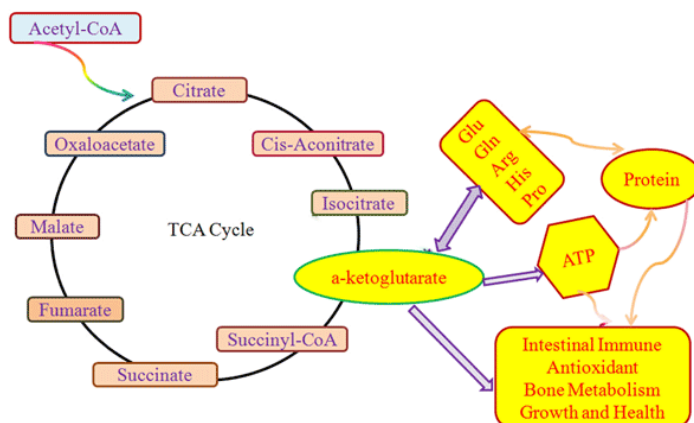 Acetyl-CoA
Citrate
Oxaloacetate
Cis-Aconitrate
Glu
Gln
Arg
His
Pro
Protein
Isocitrate
Malate
TCA Cycle
a-ketoglutarate
ATP
Fumarate
Succinyl-CoA
Succinate
Intestinal Immune
Antioxidant
Bone Metabolism
Growth and Health